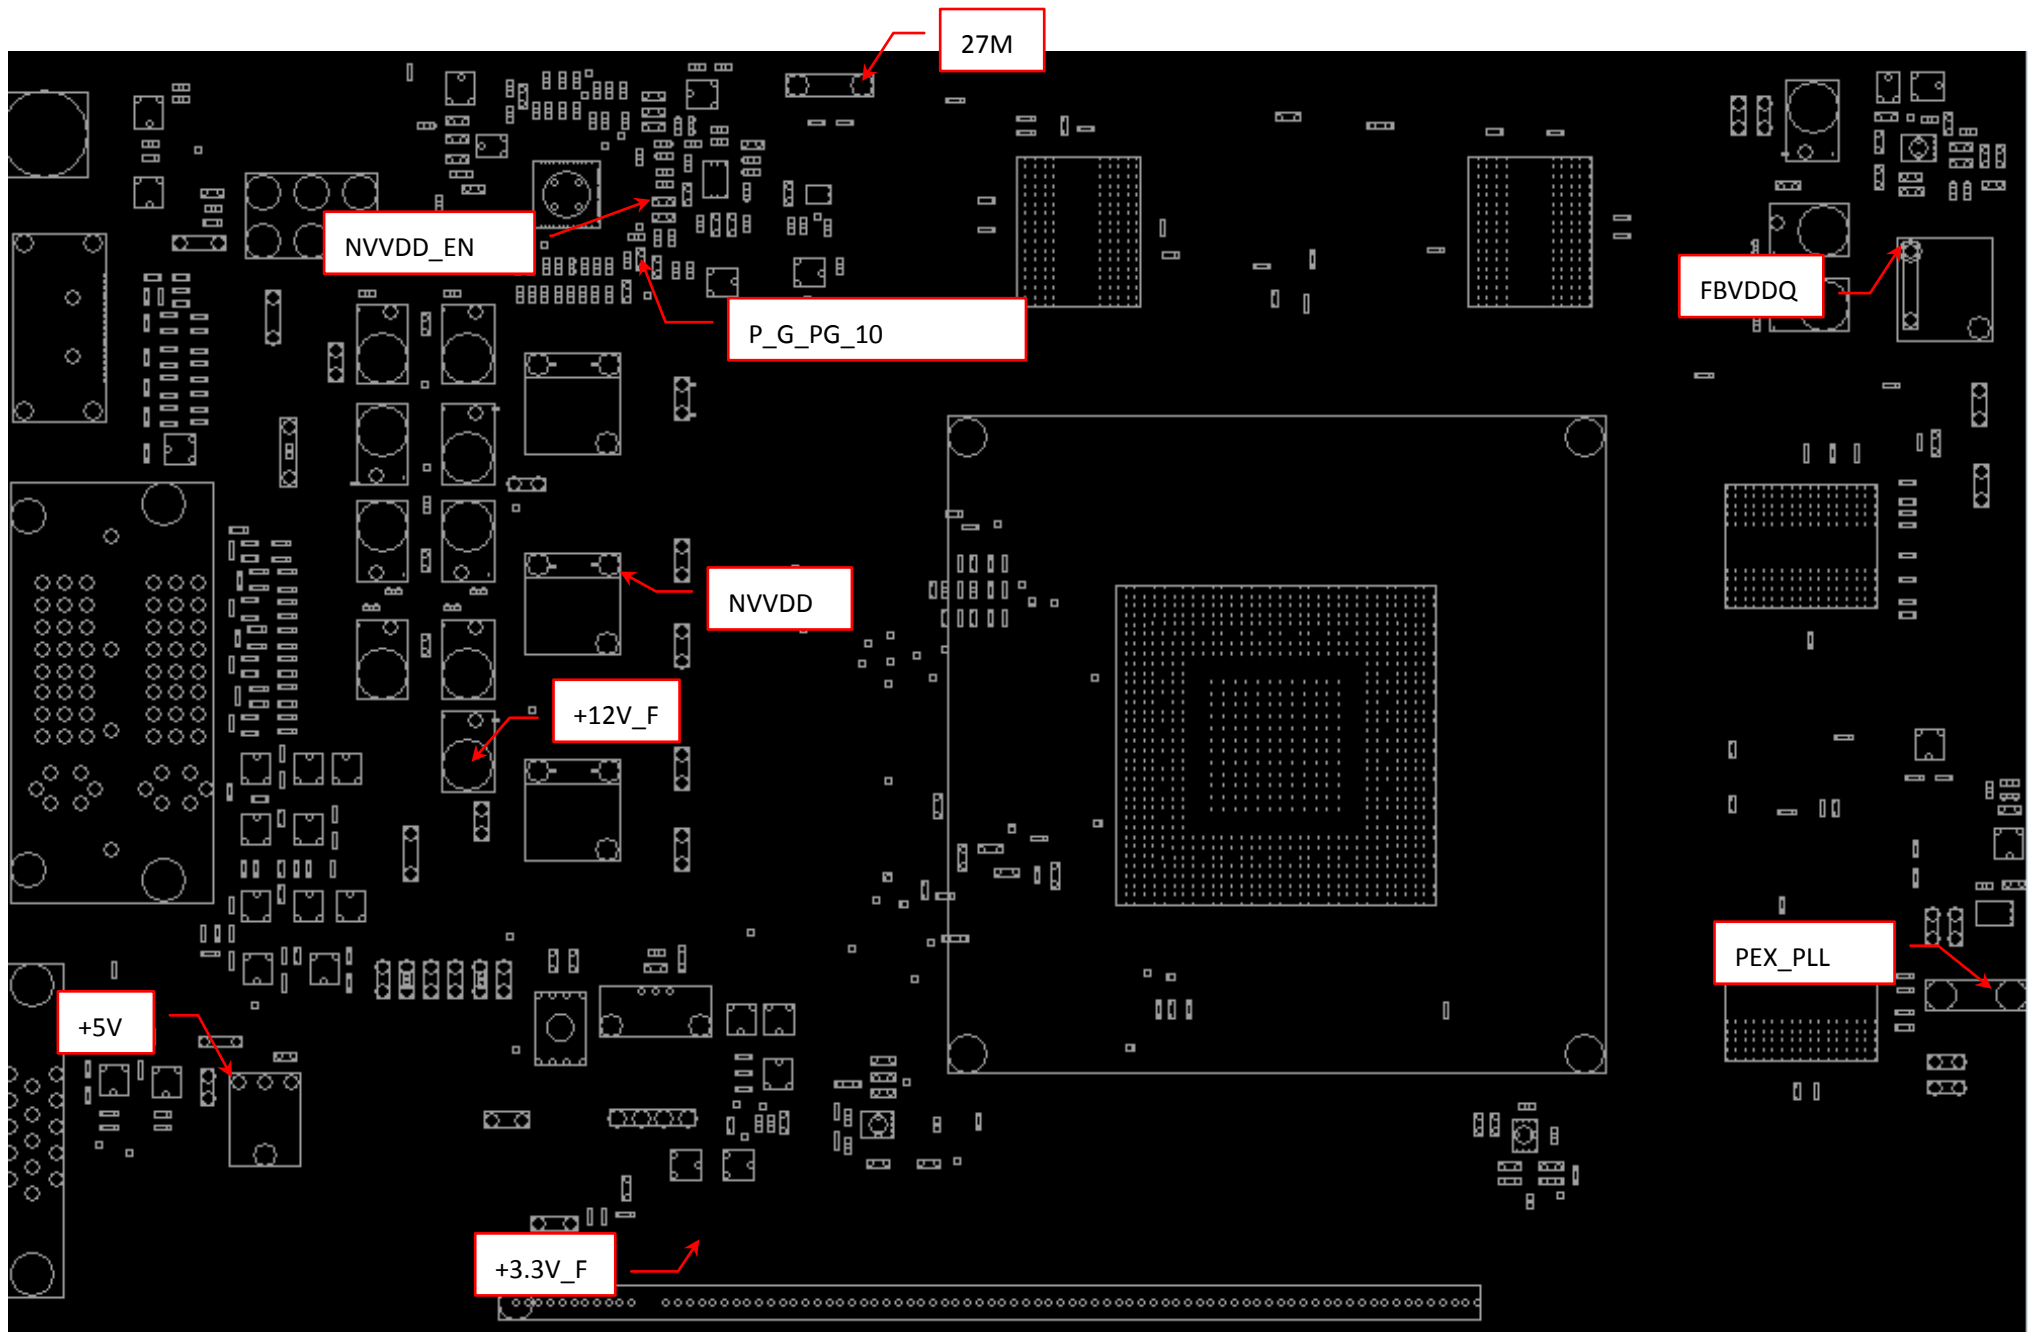 27M
NVVDD_EN
FBVDDQ
P_G_PG_10
NVVDD
+12V_F
PEX_PLL
+5V
+3.3V_F